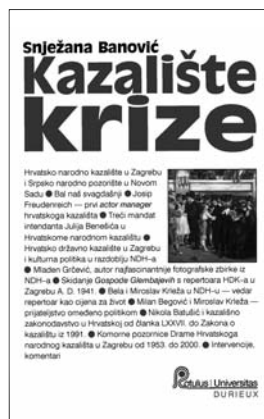 Snježana Banović
Kazalište
krize
Hrvatsko narodno kazalište u Zagrebu
i Srpsko narodno pozorište u Novom
Sadu ● Bal naš svagdašnji ● Josip
Freudenreich — prvi actor manager
hrvatskoga kazališta ● Treći mandat
intendanta Julija Benešića u
Hrvatskome narodnom kazalištu ●
Hrvatsko državno kazalište u Zagrebu
i kulturna politika u razdoblju NDH-a
● Mladen Grčević, autor najfascinantnije fotografske zbirke iz
NDH-a ● Skidanje Gospode Glembajevih s repertoara HDK-a u
Zagrebu A. D. 1941. ● Bela i Miroslav Krleža u NDH-u — vedar
repertoar kao cijena za život ● Milan Begović i Miroslav Krleža —
prijateljstvo omeđeno politikom ● Nikola Batušić i kazališno
zakonodavstvo u Hrvatskoj od članka LXXVII. do Zakona o
kazalištu iz 1991. ● Komorne pozornice Drame Hrvatskoga
narodnog kazališta u Zagrebu od 1953. do 2000. ● Intervencije,
komentari
Rotulus | Universitas
DURIEUX